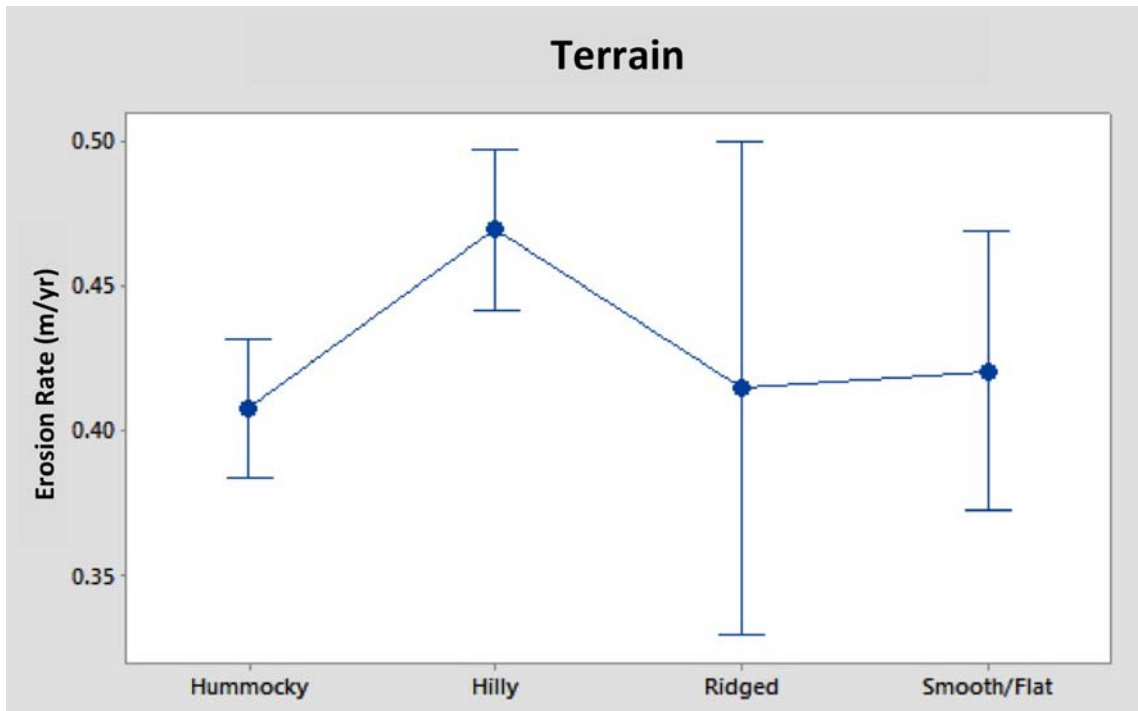 Terrain
Erosion Rate (m/yr)
0.50
0.45
0.40
0.35
Hummocky
Hilly
Ridged
Smooth/Flat